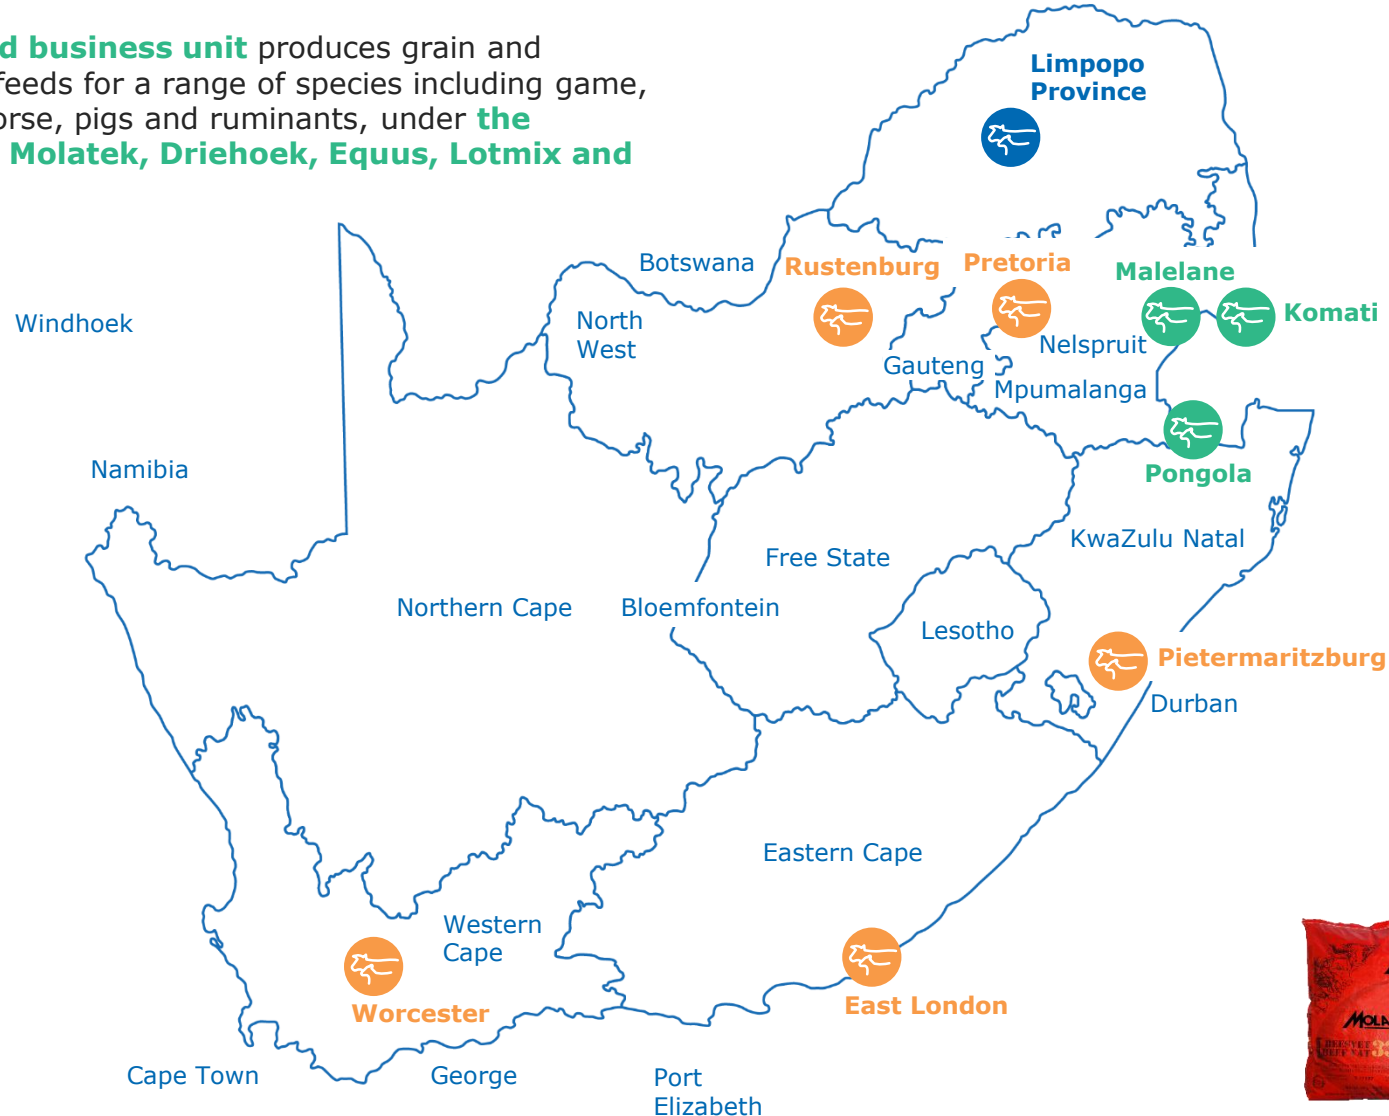 d business unit produces grain and
feeds for a range of species including game,
orse, pigs and ruminants, under the
Molatek, Driehoek, Equus, Lotmix and
Limpopo
Province
Botswana
Rustenburg
Pretoria
Malelane
Komati
Windhoek
North
West
Nelspruit
Gauteng
Mpumalanga
Namibia
Pongola
KwaZulu Natal
Free State
Northern Cape
Bloemfontein
Lesotho
Pietermaritzburg
Durban
Eastern Cape
Western
Cape
Worcester
East London
Cape Town
George
Port
Elizabeth
MOLA
33